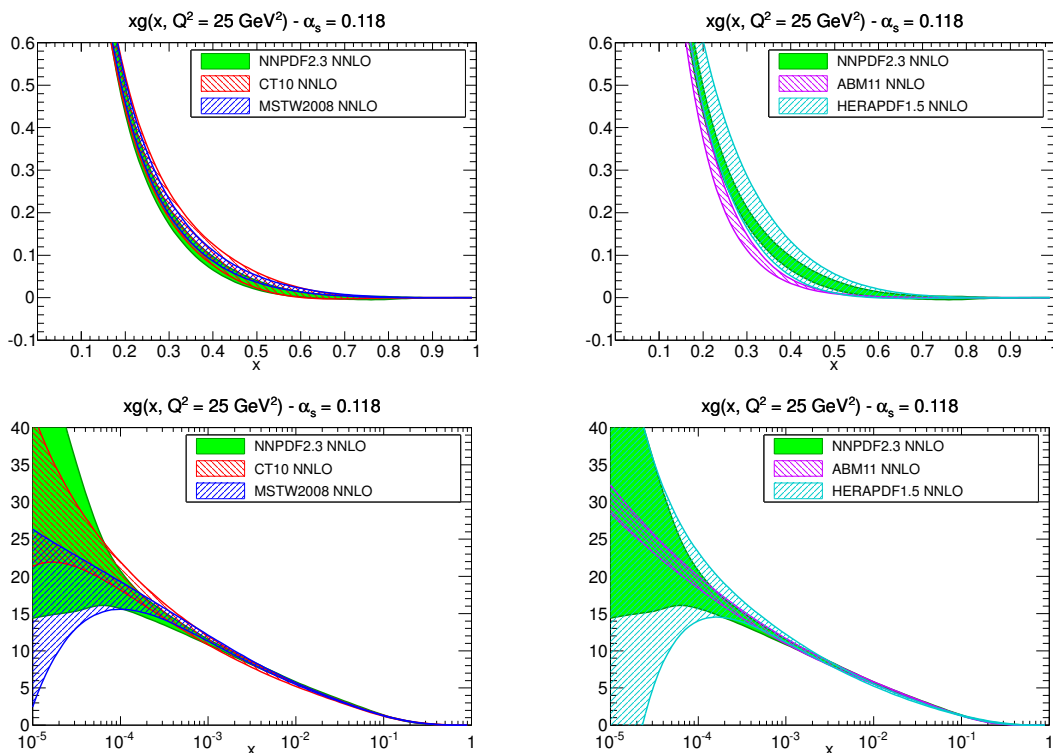 xg(x, Q² = 25 GeV²) - αₛ = 0.118
0.6
0.5
0.4
0.3
0.2
0.1
0
-0.1
NNPDF2.3 NNLO
CT10 NNLO
MSTW2008 NNLO
0.1 0.2 0.3 0.4 0.5 0.6 0.7 0.8 0.9 1
x
xg(x, Q² = 25 GeV²) - αₛ = 0.118
0.6
0.5
0.4
0.3
0.2
0.1
0
-0.1
NNPDF2.3 NNLO
ABM11 NNLO
HERAPDF1.5 NNLO
0.1 0.2 0.3 0.4 0.5 0.6 0.7 0.8 0.9 1
x
xg(x, Q² = 25 GeV²) - αₛ = 0.118
40
35
30
25
20
15
10
5
0
NNPDF2.3 NNLO
CT10 NNLO
MSTW2008 NNLO
10⁻⁵ 10⁻⁴ 10⁻³ 10⁻² 10⁻¹ 1
x
xg(x, Q² = 25 GeV²) - αₛ = 0.118
40
35
30
25
20
15
10
5
0
NNPDF2.3 NNLO
ABM11 NNLO
HERAPDF1.5 NNLO
10⁻⁵ 10⁻⁴ 10⁻³ 10⁻² 10⁻¹ 1
x